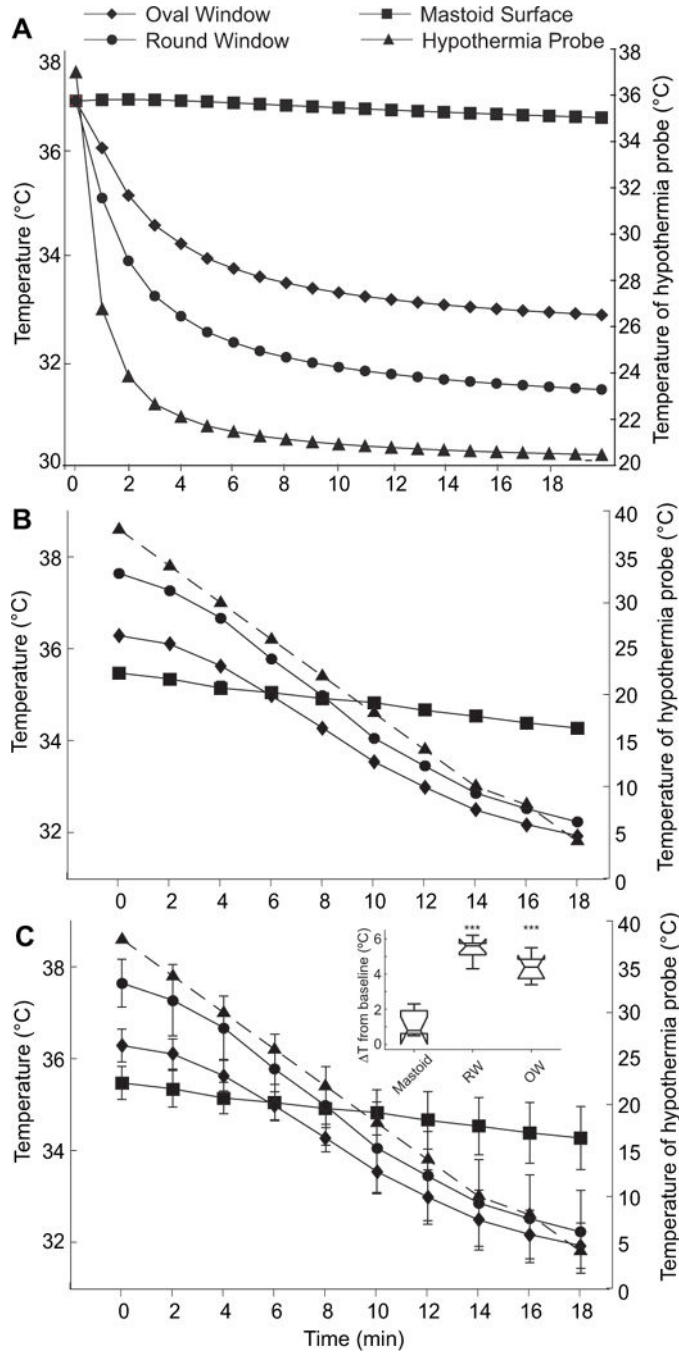 Oval Window
Mastoid Surface
Round Window
Hypothermia Probe
A
38
36
34
32
30
Temperature (°C)
38
36
34
32
30
28
26
24
22
20
Temperature of hypothermia probe (°C)
0 2 4 6 8 10 12 14 16 18
B
38
36
34
32
Temperature (°C)
40
35
30
25
20
15
10
5
0
Temperature of hypothermia probe (°C)
0 2 4 6 8 10 12 14 16 18
C
38
36
34
32
Temperature (°C)
6
4
2
0
ΔT from baseline (ºC)
*** ***
Mastoid
RW
OW
40
35
30
25
20
15
10
5
0
Temperature of hypothermia probe (°C)
0 2 4 6 8 10 12 14 16 18
Time (min)